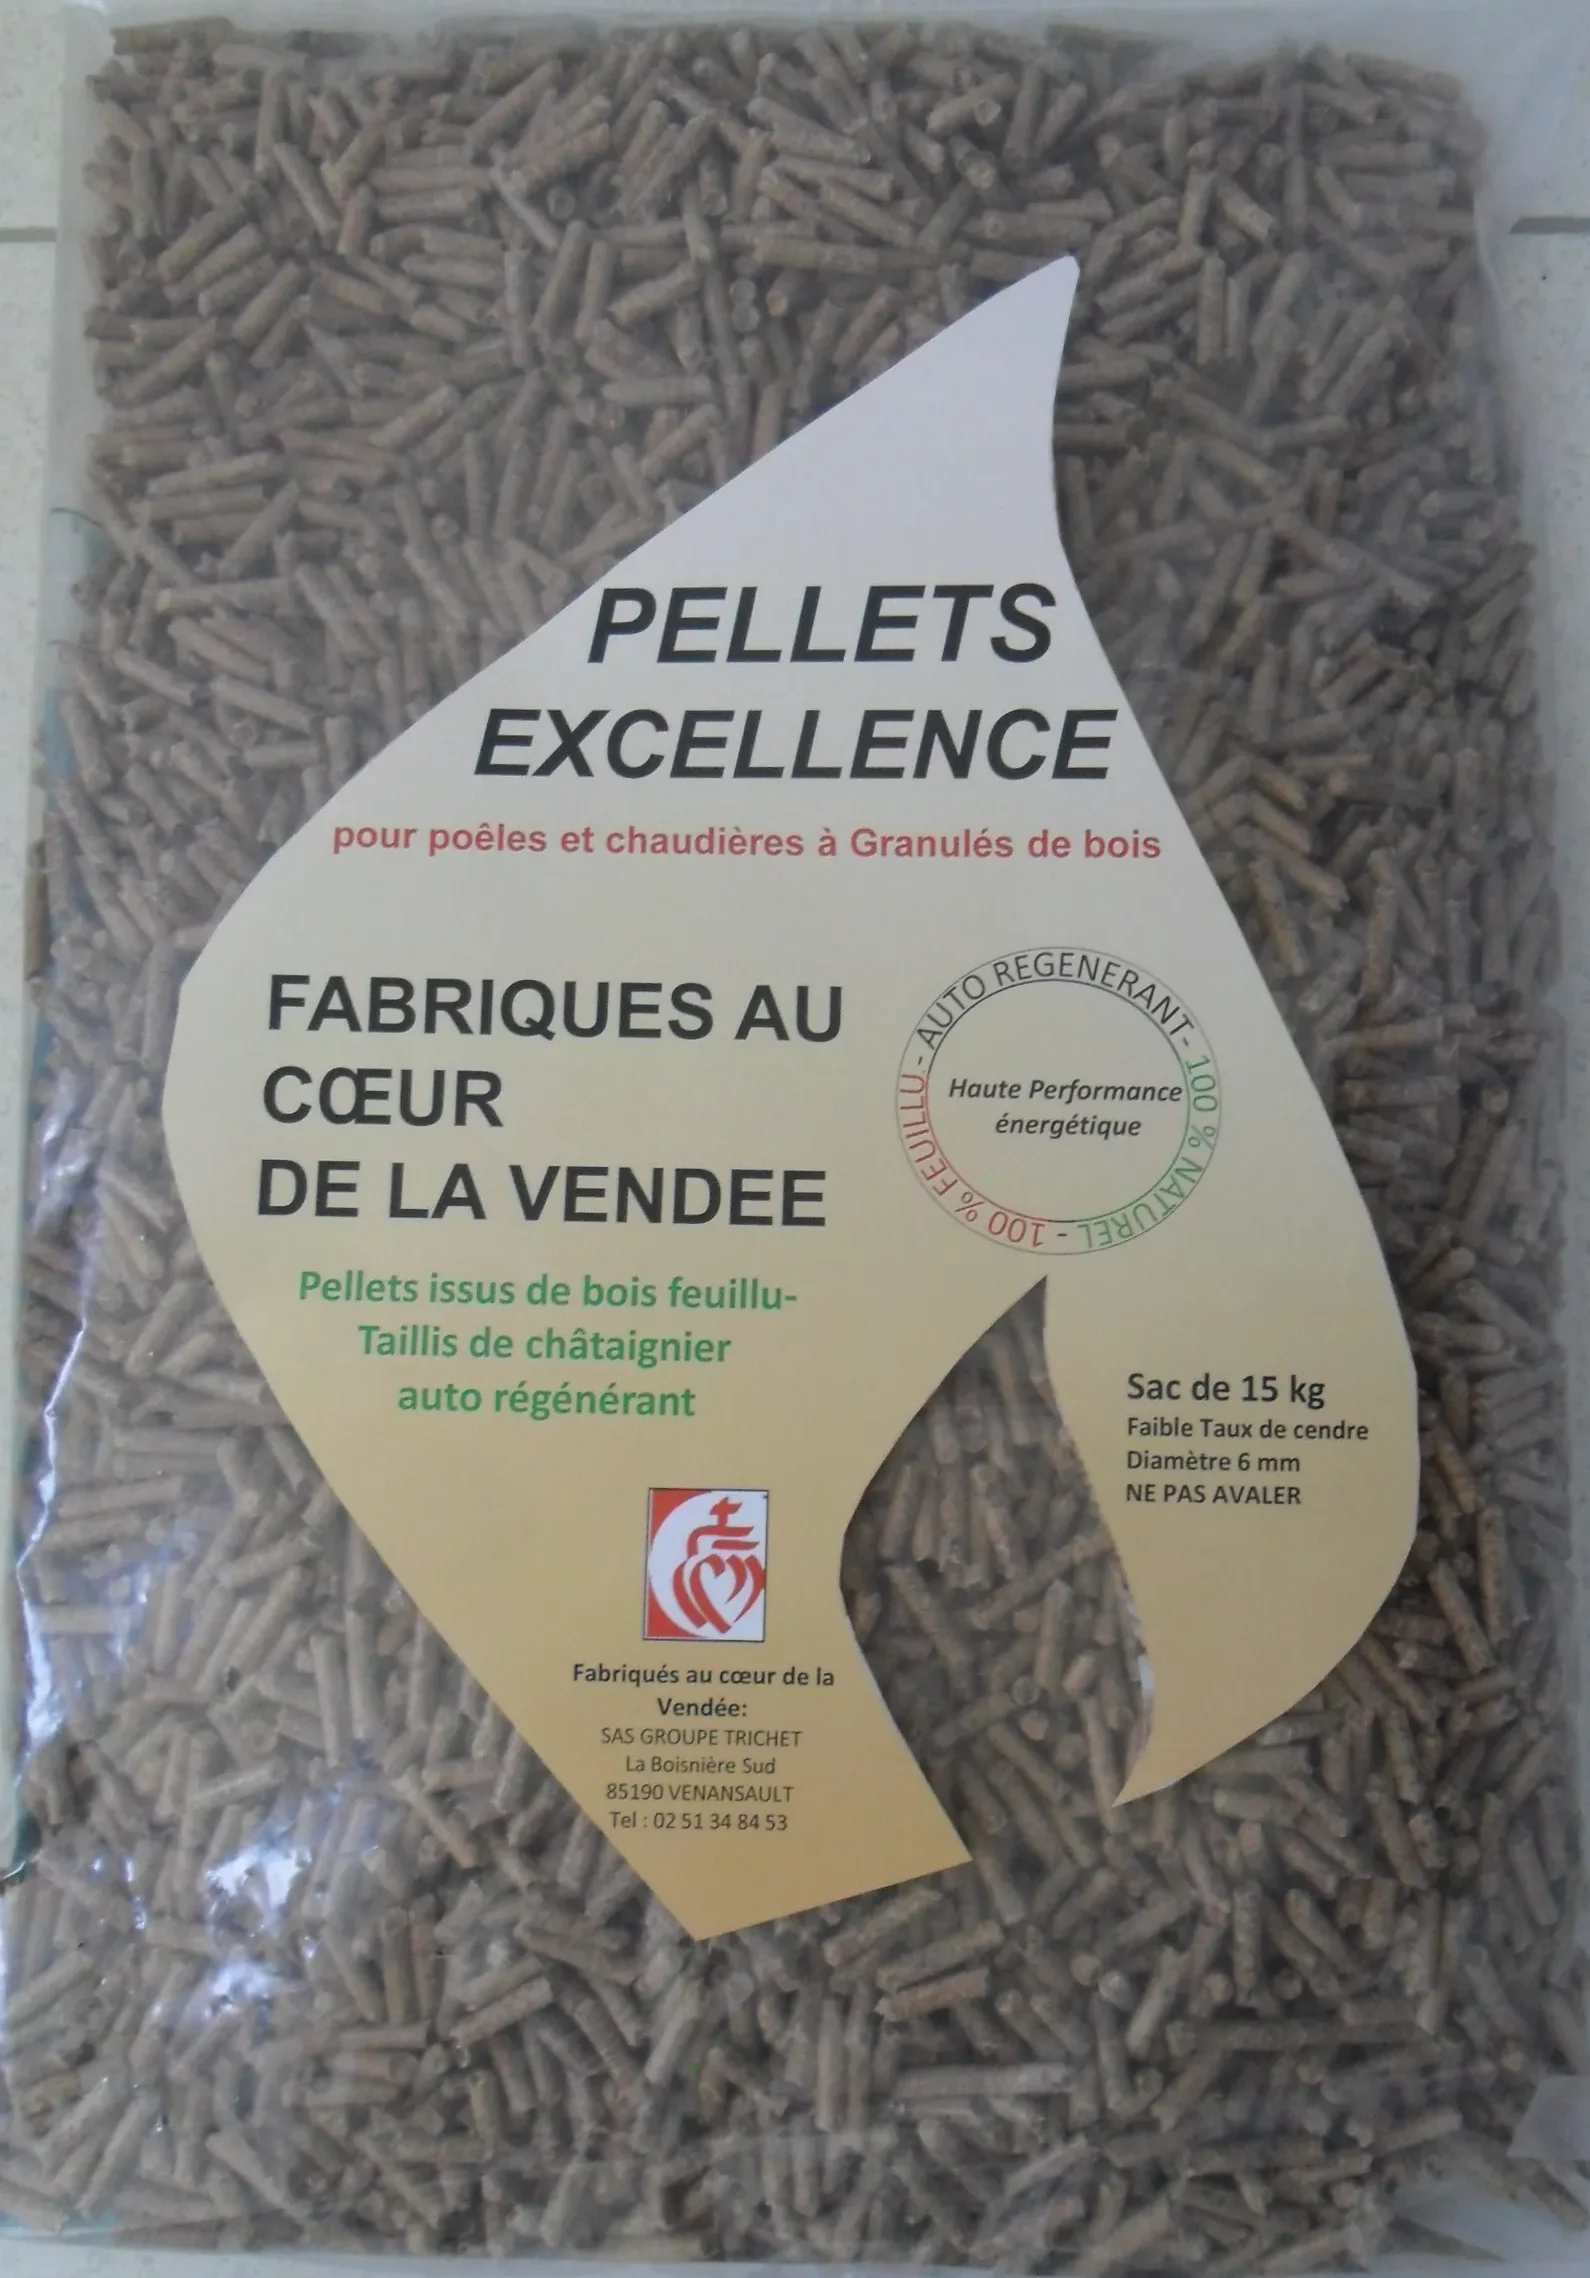 PELLETS
EXCELLENCE
pour poêles et chaudières à Granulés de bois
FABRIQUES AU
CŒUR
DE LA VENDEE
AUTO REGENERANT- 100 % NATUREL - 100 % FEUILLU -
Haute Performance
énergétique
Pellets issus de bois feuillu-
Taillis de châtaignier
auto régénérant
Sac de 15 kg
Faible Taux de cendre
Diamètre 6 mm
NE PAS AVALER
Fabriqués au cœur de la
Vendée:
SAS GROUPE TRICHET
La Boisnière Sud
85190 VENANSAULT
Tel : 02 51 34 84 53